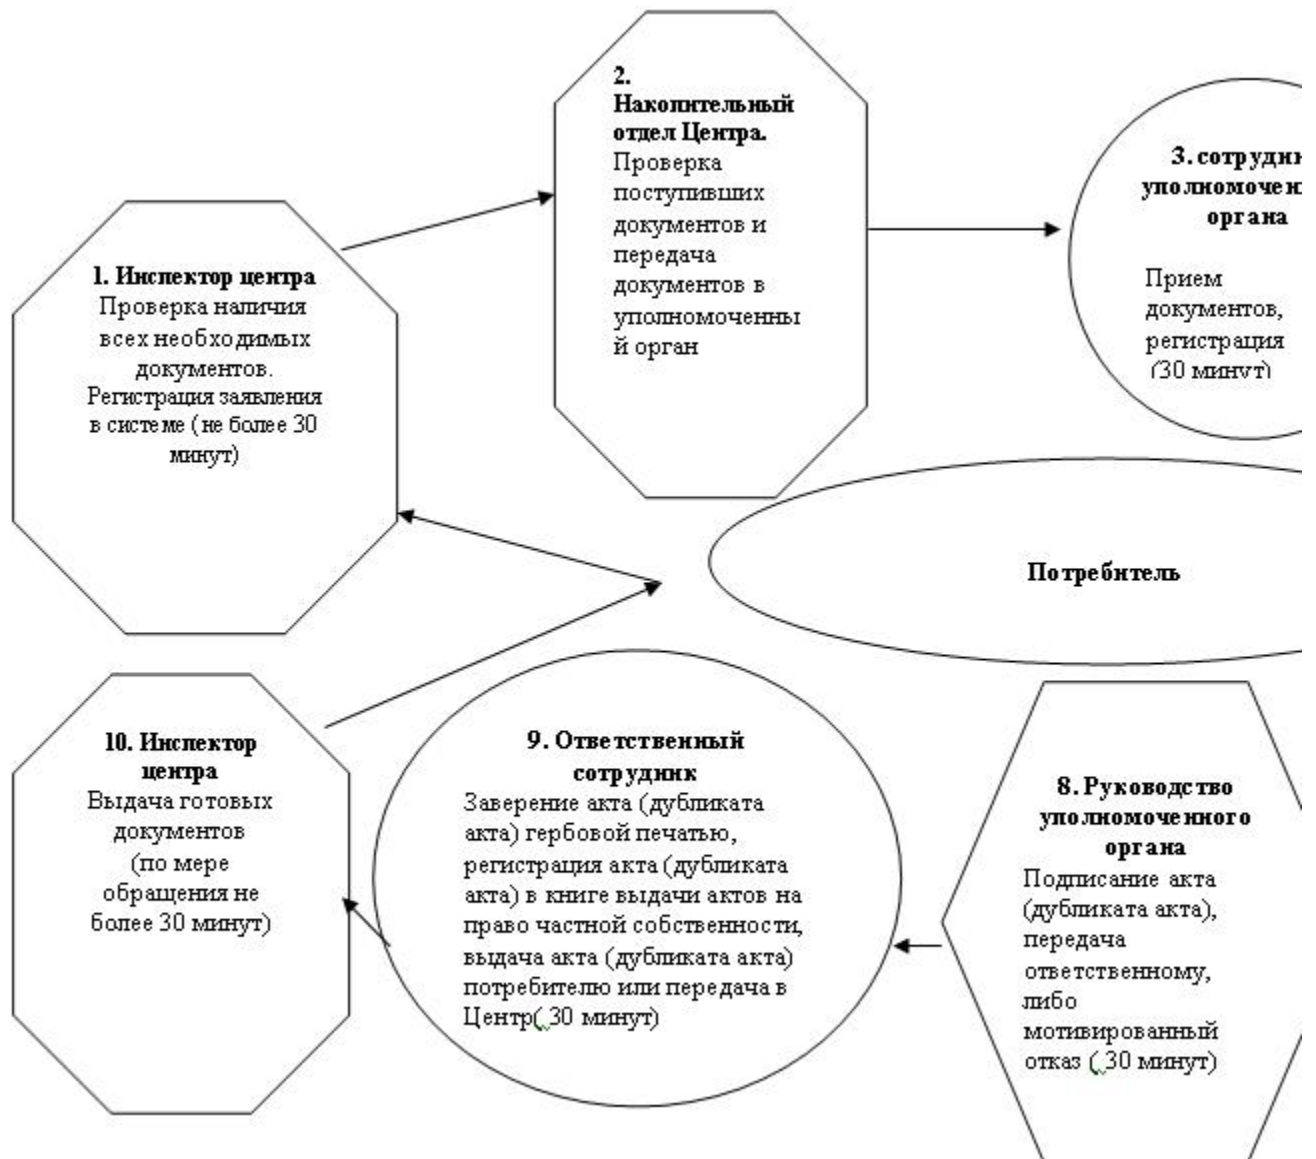 1. Инспектор центра
Проверка наличия
всех необходимых
документов.
Регистрация заявления
в системе (не более 30
минут)
2.
Накопительный
отдел Центра.
Проверка
поступивших
документов и
передача
документов в
уполномоченны
й орган
3. сотрудн
уполномочен
органа
Прием
документов,
регистрация
(30 минут)
Потребитель
10. Инспектор
центра
Выдача готовых
документов
(по мере
обращения не
более 30 минут)
9. Ответственный
сотрудник
Заверение акта (дубликата
акта) гербовой печатью,
регистрация акта (дубликата
акта) в книге выдачи актов на
право частной собственности,
выдача акта (дубликата акта)
потребителю или передача в
Центр( 30 минут)
8. Руководство
уполномоченного
органа
Подписание акта
(дубликата акта),
передача
ответственному,
либо
мотивированный
отказ ( 30 минут)